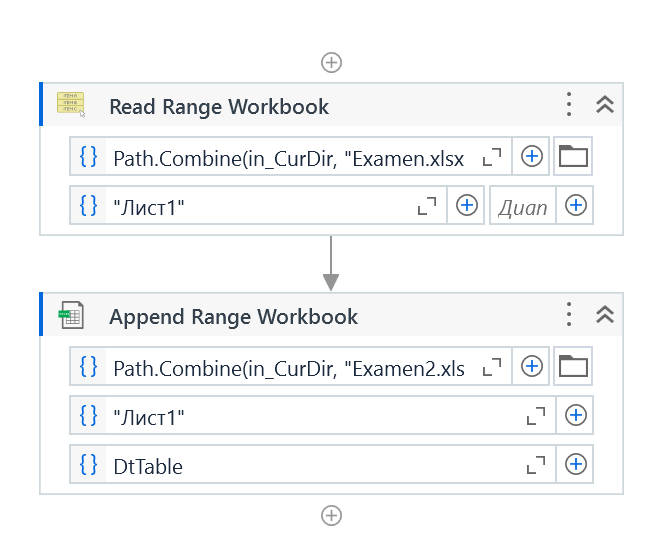 Read Range Workbook
{} Path.Combine(in_CurDir, "Examen.xlsx
{} "Лист1" Диап
Append Range Workbook
{} Path.Combine(in_CurDir, "Examen2.xls
{} "Лист1"
{} DtTable